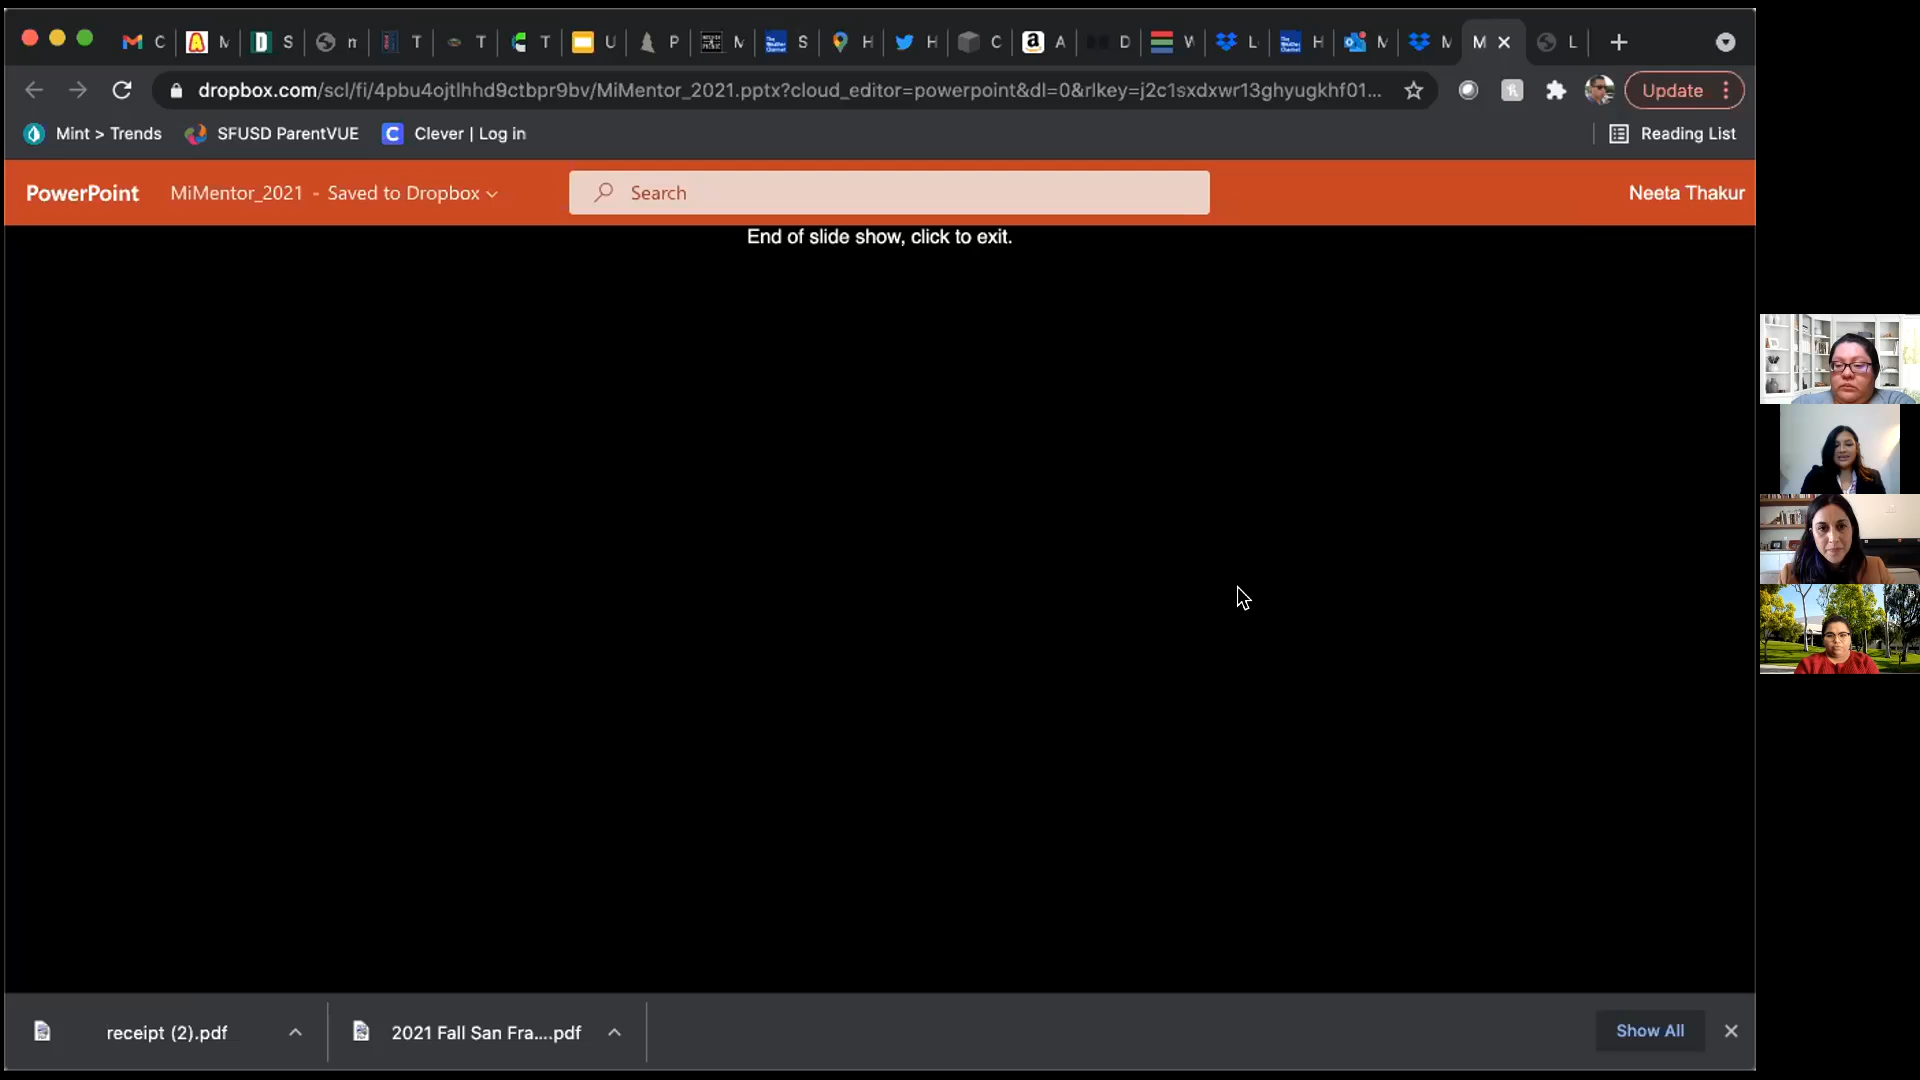 C M S m T T T U P M S H H C A D W L H M M M L
dropbox.com/scl/fi/4pbu4ojtlhhd9ctbpr9bv/MiMentor_2021.pptx?cloud_editor=powerpoint&dl=0&rlkey=j2c1sxdxwr13ghyugkhf01... Update
Mint > Trends SFUSD ParentVUE C Clever | Log in Reading List
PowerPoint MiMentor_2021 - Saved to Dropbox Search Neeta Thakur
End of slide show, click to exit.
receipt (2).pdf 2021 Fall San Fra....pdf Show All